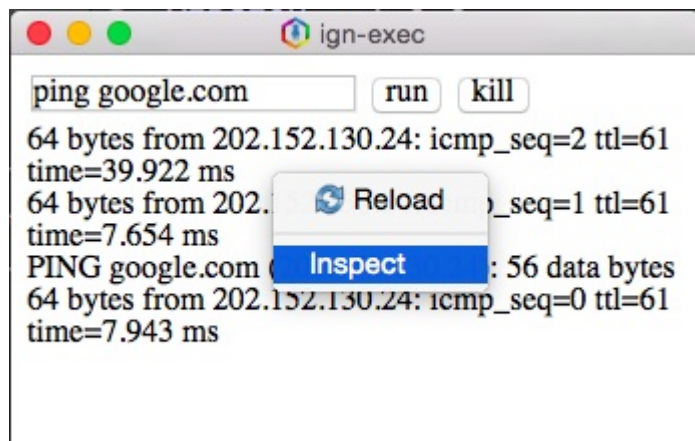 ign-exec
ping google.com run kill
64 bytes from 202.152.130.24: icmp_seq=2 ttl=61
time=39.922 ms
64 bytes from 202. _seq=1 ttl=61
Reload
time=7.654 ms
PING google.com ( : 56 data bytes
Inspect
64 bytes from 202.152.130.24: icmp_seq=0 ttl=61
time=7.943 ms